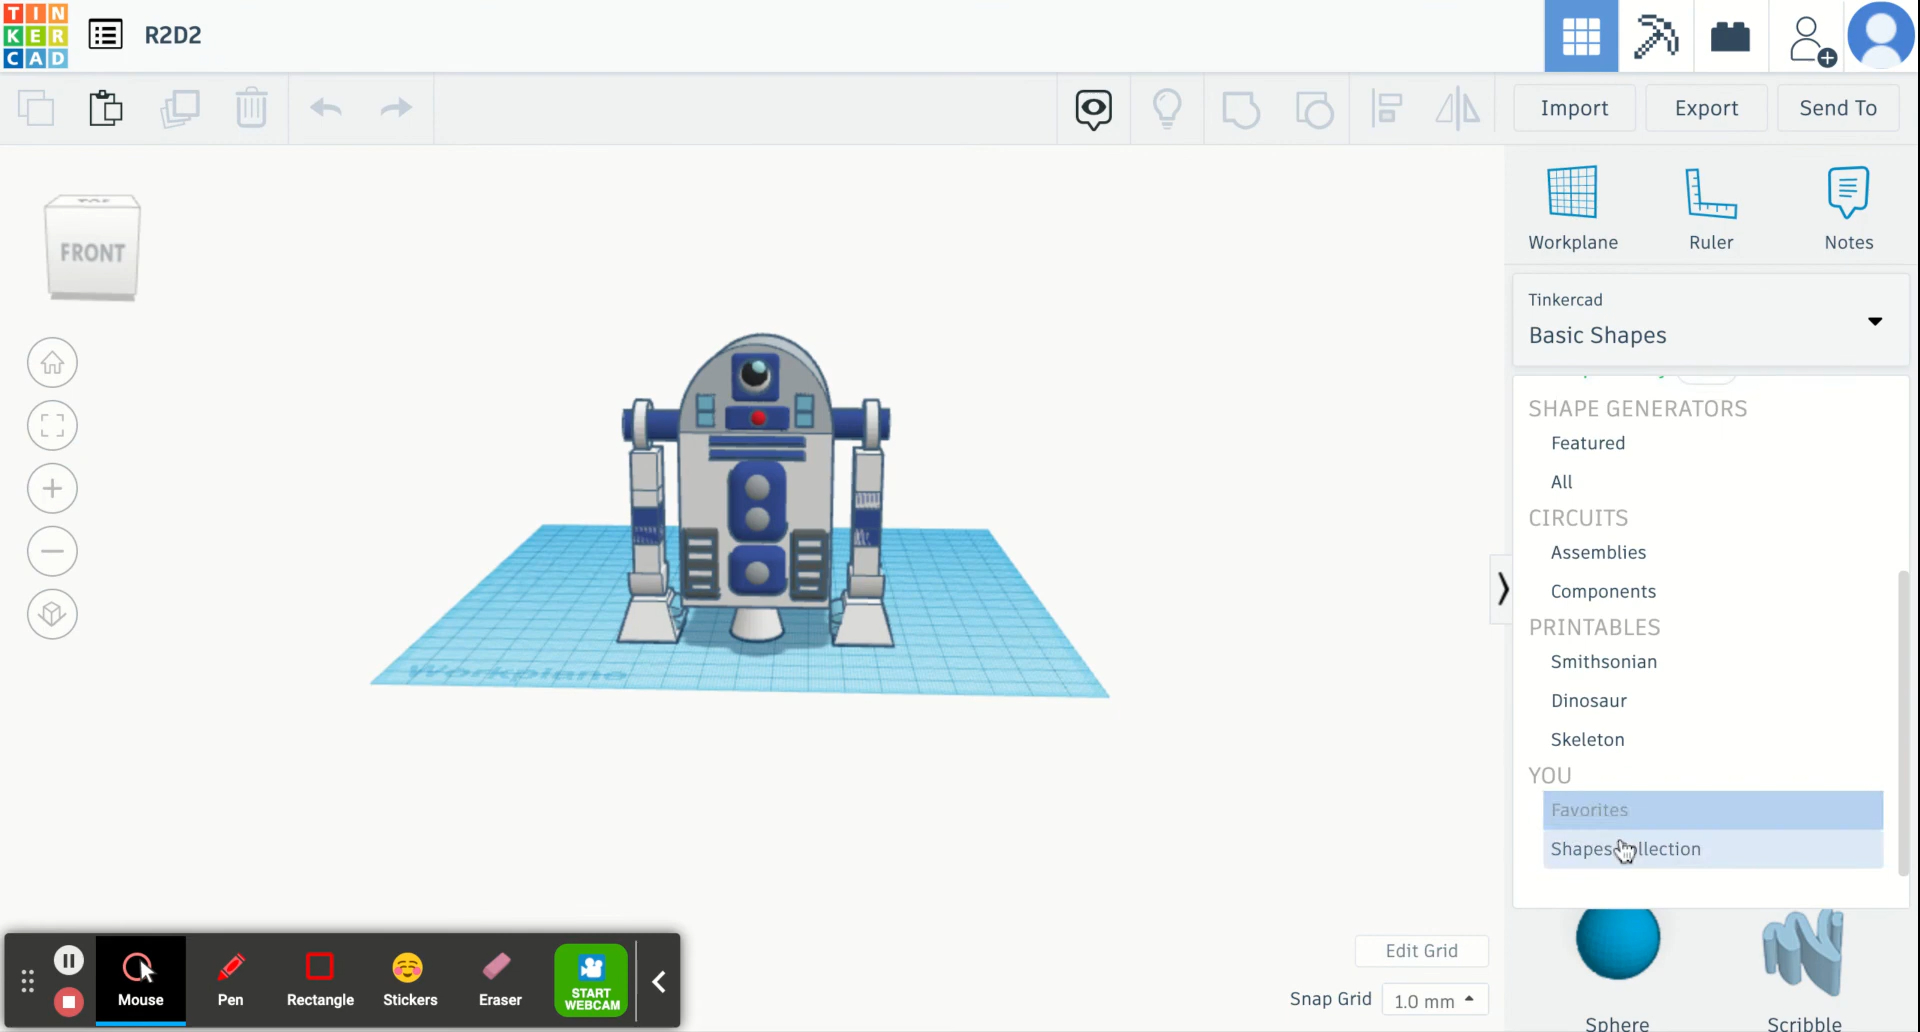 TIN
KER
CAD
R2D2
Import
Export
Send To
FRONT
Workplane
Ruler
Notes
Tinkercad
Basic Shapes
SHAPE GENERATORS
Featured
All
CIRCUITS
Assemblies
Components
PRINTABLES
Smithsonian
Dinosaur
Skeleton
YOU
Favorites
Shapes
Workplane
Mouse
Pen
Rectangle
Stickers
Eraser
START
WEBCAM
Edit Grid
Snap Grid
1.0 mm
Sphere
Scribble